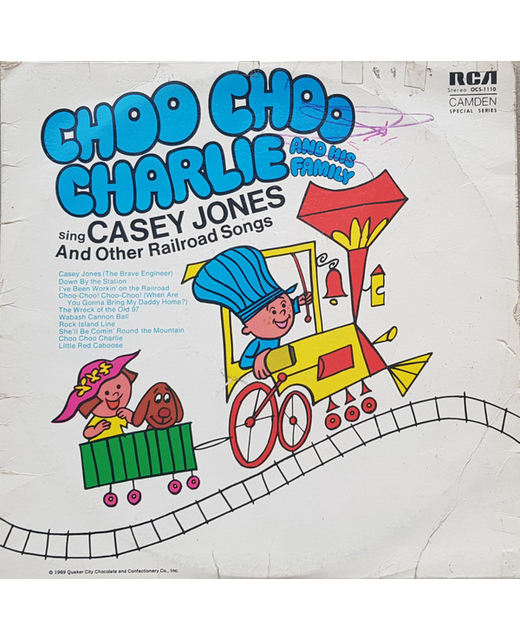 CHOO CHOO
CHARLIE
AND HIS
FAMILY
sing CASEY JONES
And Other Railroad Songs
RCA
Stereo OCS-1110
CAMDEN
SPECIAL SERIES
Casey Jones (The Brave Engineer)
Down By the Station
I've Been Workin' on the Railroad
Choo-Choo! Choo-Choo! (When Are
You Gonna Bring My Daddy Home?)
The Wreck of the Old 97
Wabash Cannon Ball
Rock Island Line
She'll Be Comin' Round the Mountain
Choo Choo Charlie
Little Red Caboose
© 1969 Quaker City Chocolate and Confectionary Co., Inc.